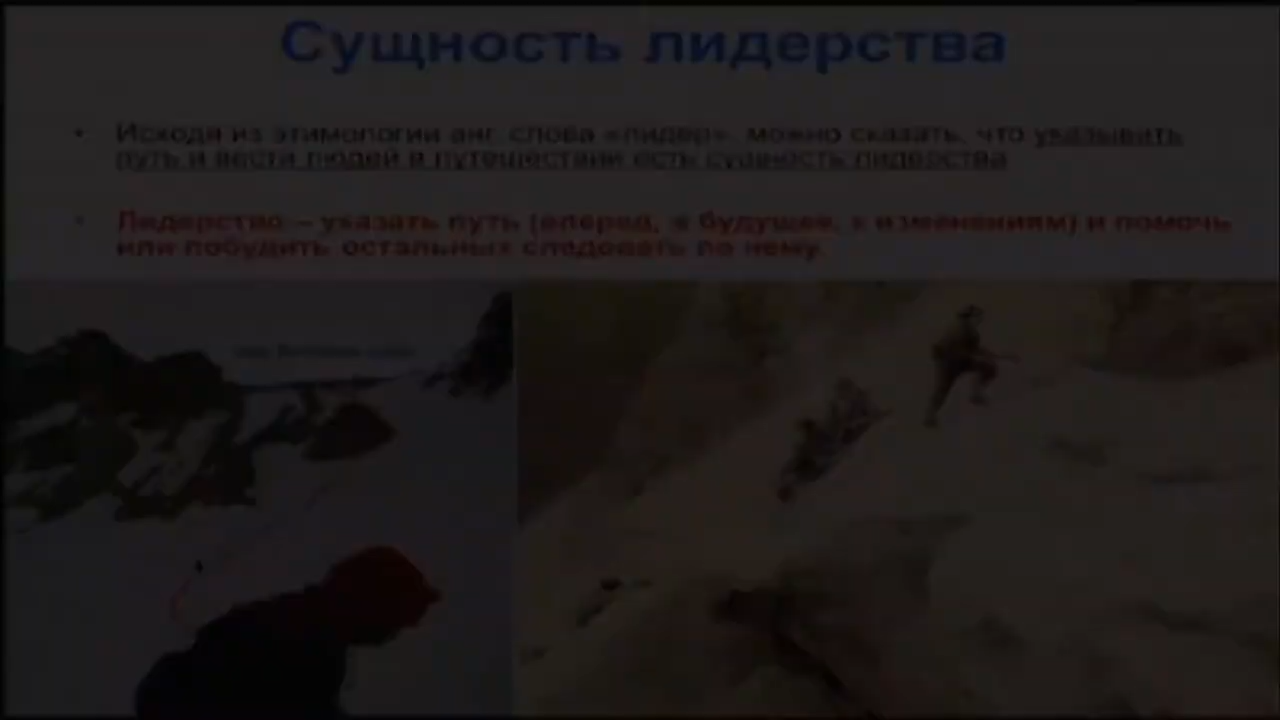 Сущность лидерства
• Исходя из этимологии анг. слова «лидер», можно сказать, что указывить
путь и вести людей в путешествии есть сущность лидерства
• Лидерство – указать путь (вперед, в будущее, к изменениям) и помочь
или побудить остальных следовать по нему.